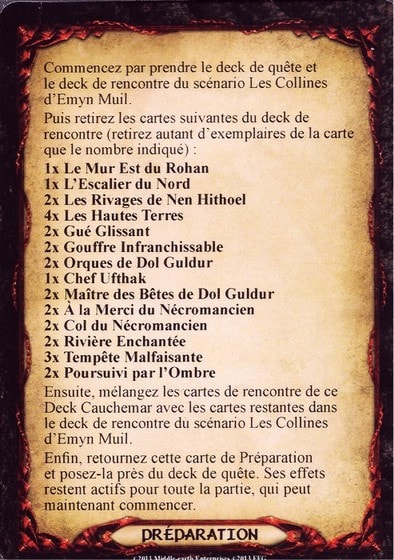 Commencez par prendre le deck de quête et
le deck de rencontre du scénario Les Collines
d'Emyn Muil.
Puis retirez les cartes suivantes du deck de
rencontre (retirez autant d'exemplaires de la carte
que le nombre indiqué) :
1x Le Mur Est du Rohan
1x L'Escalier du Nord
2x Les Rivages de Nen Hithoel
4x Les Hautes Terres
2x Gué Glissant
2x Gouffre Infranchissable
2x Orques de Dol Guldur
1x Chef Ufthak
2x Maître des Bêtes de Dol Guldur
2x À la Merci du Nécromancien
2x Col du Nécromancien
2x Rivière Enchantée
3x Tempête Malfaisante
2x Poursuivi par l'Ombre
Ensuite, mélangez les cartes de rencontre de ce
Deck Cauchemar avec les cartes restantes dans
le deck de rencontre du scénario Les Collines
d'Emyn Muil.
Enfin, retournez cette carte de Préparation
et posez-la près du deck de quête. Ses effets
restent actifs pour toute la partie, qui peut
maintenant commencer.
PRÉPARATION
©2013 Middle-earth Enterprises ©2013 FFG